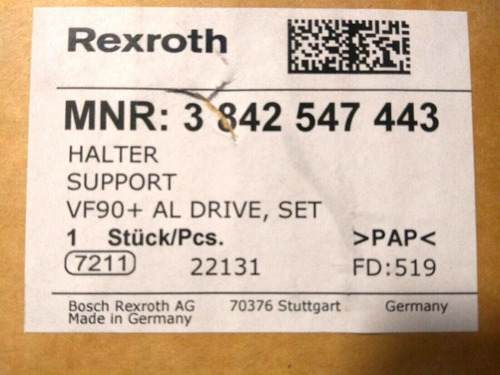 Rexroth
MNR: 3 842 547 443
HALTER
SUPPORT
VF90+ AL DRIVE, SET
1 Stück/Pcs. >PAP<
7211 22131 FD:519
Bosch Rexroth AG 70376 Stuttgart Germany
Made in Germany